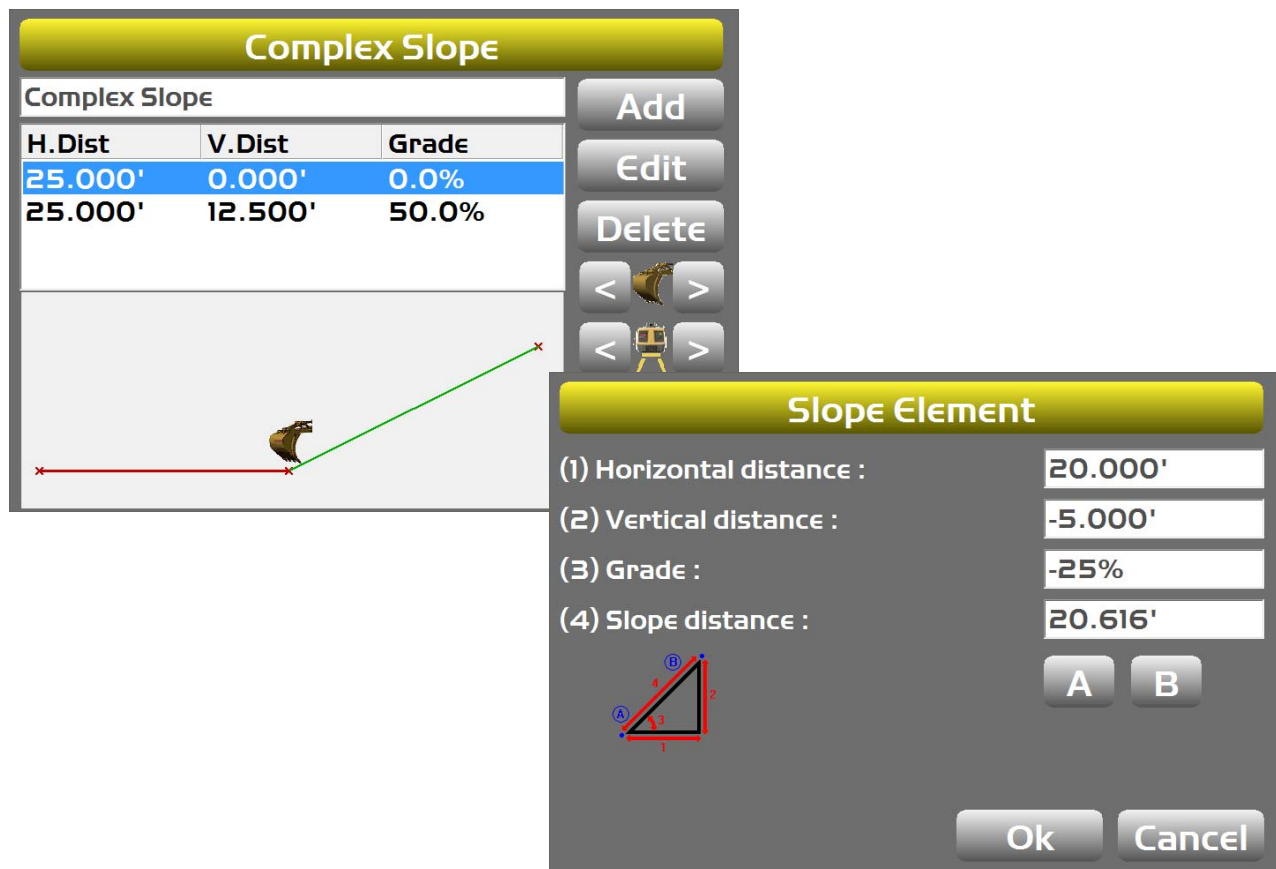 Complex Slope
Complex Slope
Add
H.Dist V.Dist Grade
Edit
25.000' 0.000' 0.0%
25.000' 12.500' 50.0%
Delete
< >
< >
Slope Element
(1) Horizontal distance : 20.000'
(2) Vertical distance : -5.000'
(3) Grade : -25%
(4) Slope distance : 20.616'
B
4
2
A
3
1
A B
Ok Cancel